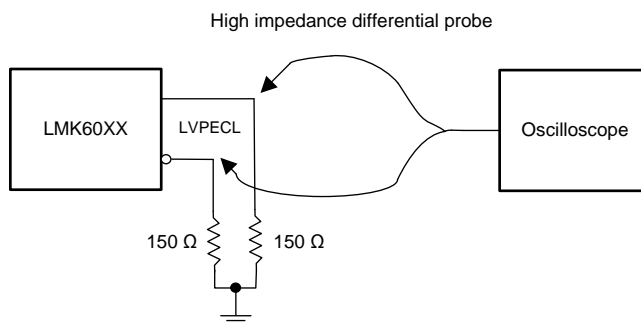 High impedance differential probe
LMK60XX
LVPECL
Oscilloscope
150 Ω
150 Ω